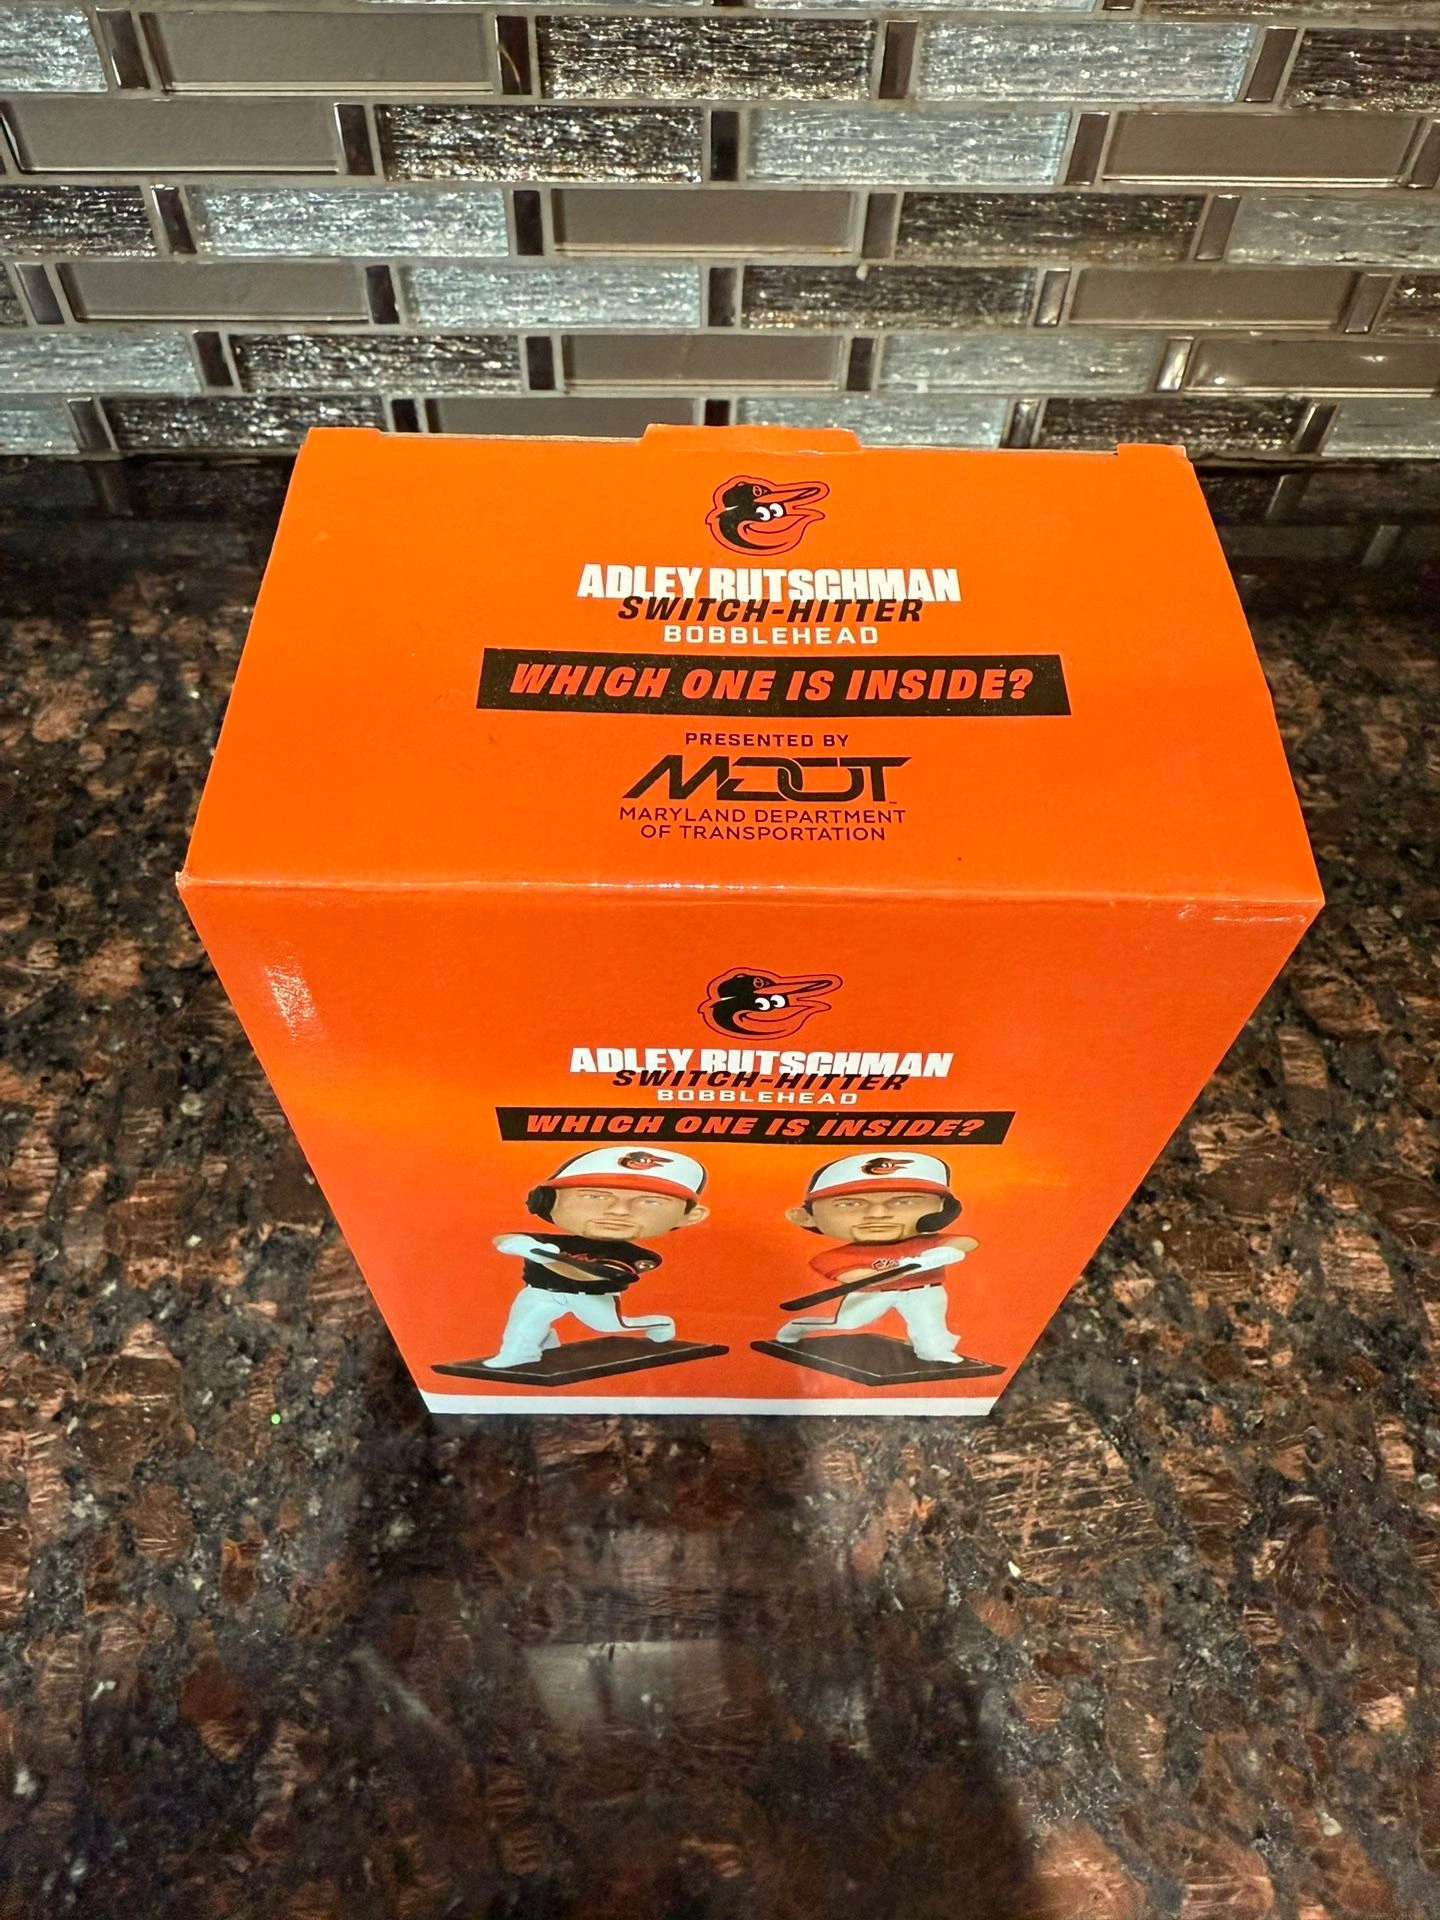 ADLEY RUTSCHMAN
SWITCH-HITTER
BOBBLEHEAD
WHICH ONE IS INSIDE?
PRESENTED BY
MDOT
MARYLAND DEPARTMENT
OF TRANSPORTATION
ADLEY RUTSCHMAN
SWITCH-HITTER
BOBBLEHEAD
WHICH ONE IS INSIDE?